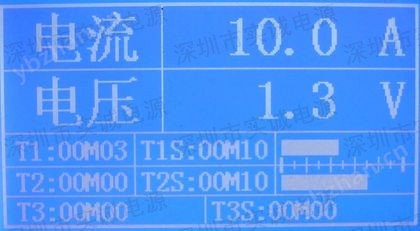 电流 10.0 A
电压 1.3 V
T1:00M03 T1S:00M10
T2:00M00 T2S:00M10
T3:00M00 T3S:00M00